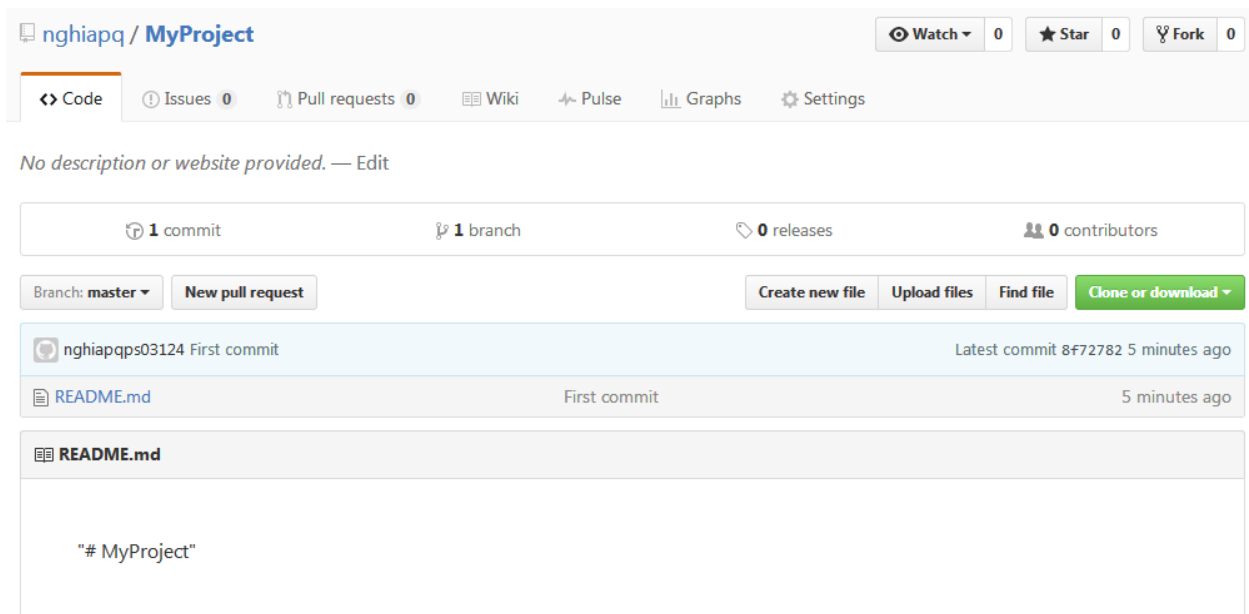 nghiapq / MyProject Watch 0 Star 0 Fork 0
Code Issues 0 Pull requests 0 Wiki Pulse Graphs Settings
No description or website provided. — Edit
1 commit 1 branch 0 releases 0 contributors
Branch: master New pull request Create new file Upload files Find file Clone or download
nghiapqps03124 First commit Latest commit 8f72782 5 minutes ago
README.md First commit 5 minutes ago
README.md
"# MyProject"